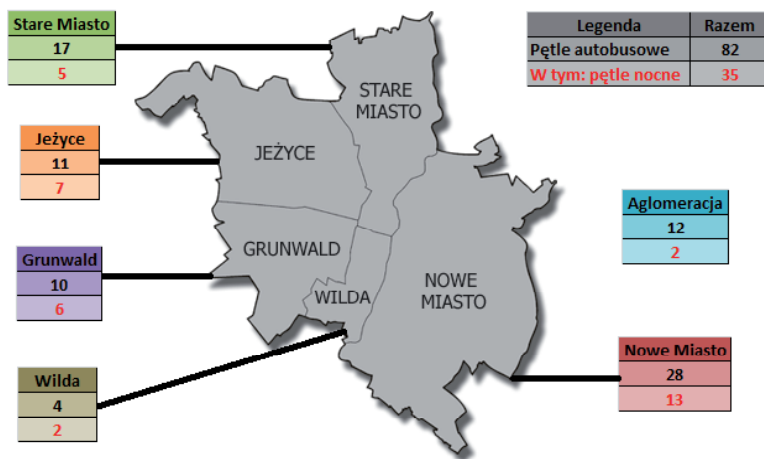 Stare Miasto
17
5
Legenda Razem
Pętle autobusowe 82
W tym: pętle nocne 35
STARE
MIASTO
Jeżyce
11
7
JEŻYCE
Aglomeracja
12
2
Grunwald
10
6
GRUNWALD
WILDA
NOWE
MIASTO
Nowe Miasto
28
13
Wilda
4
2